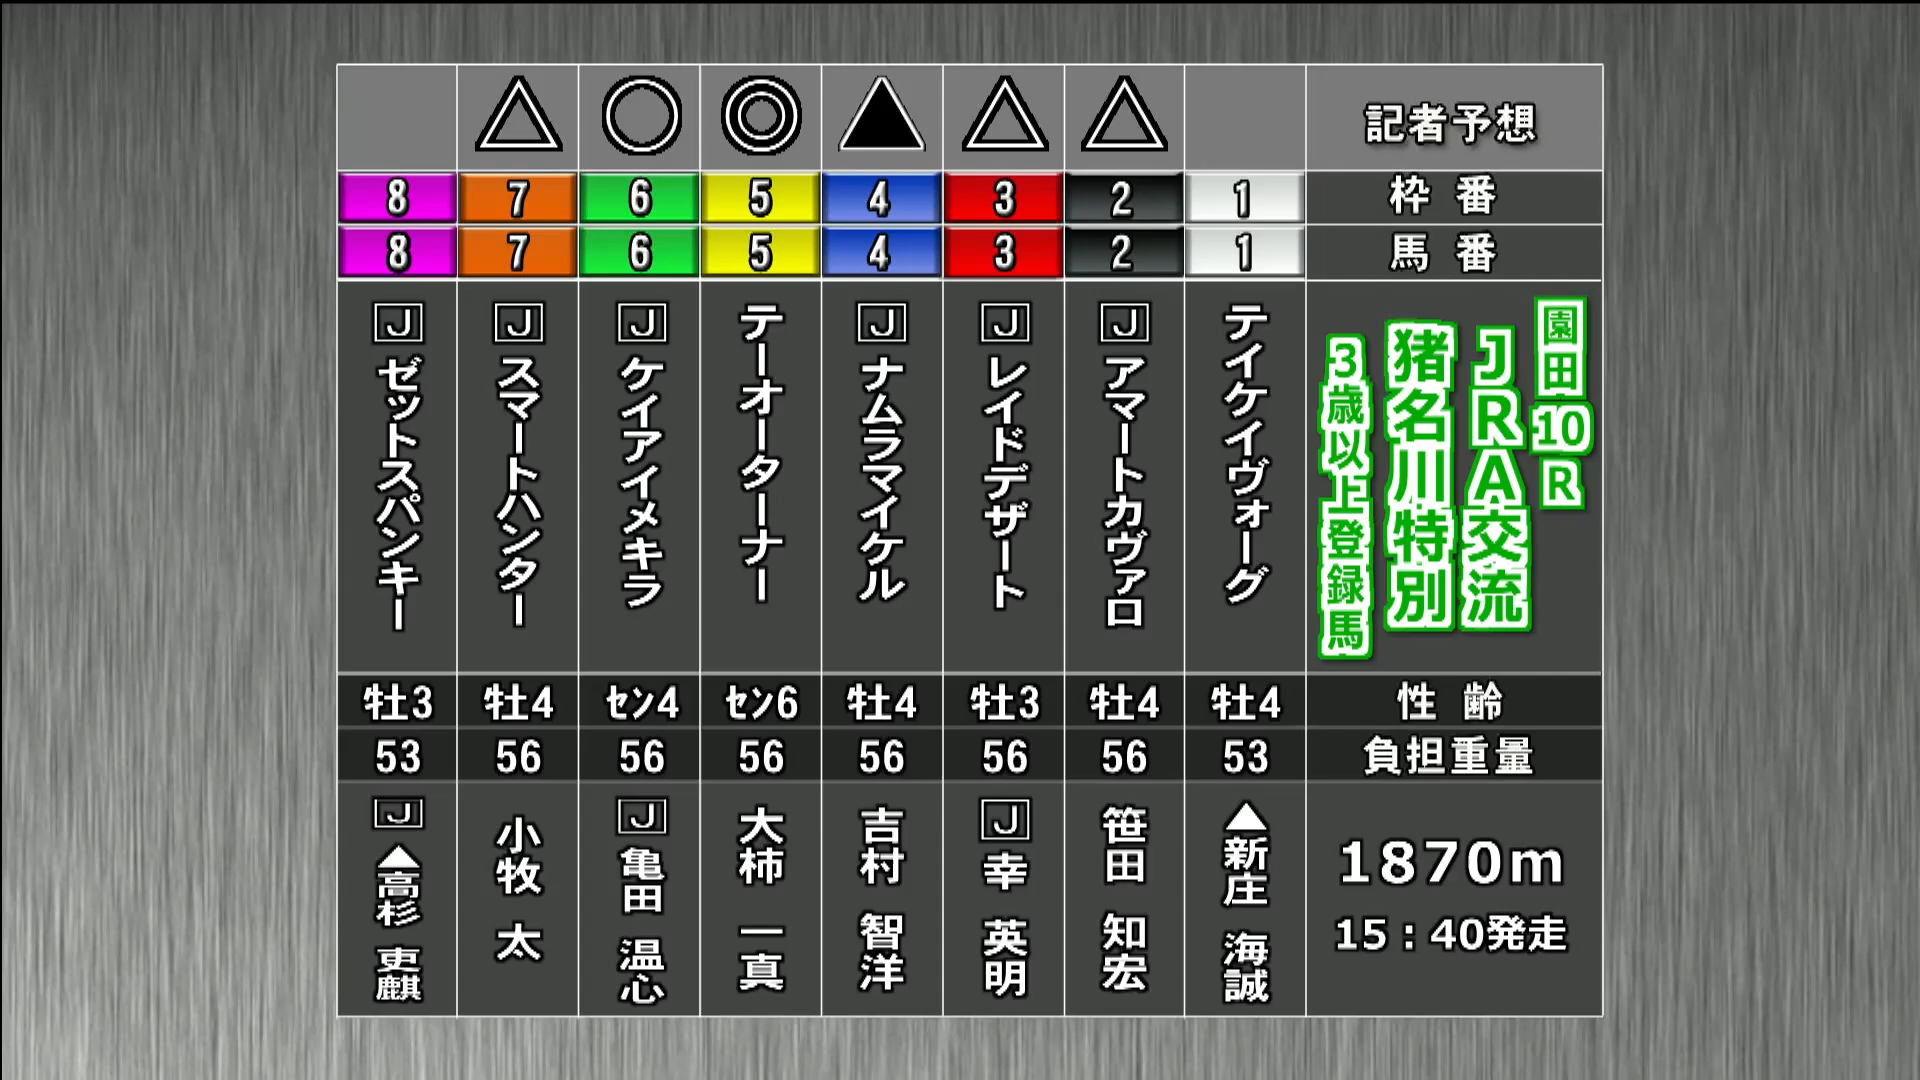 △ ○ ◎ ▲ △ △ 記者予想
8 7 6 5 4 3 2 1 枠番
8 7 6 5 4 3 2 1 馬番
園田10R
JRA交流
猪名川特別
3歳以上登録馬
テイケイヴォーグ
J アマートカヴァロ
J レイドデザート
J ナムラマイケル
テーオーターナー
J ケイアイメキラ
J スマートハンター
J ゼットスパンキー
牡3 牡4 セン4 セン6 牡4 牡3 牡4 牡4 性齢
53 56 56 56 56 56 56 53 負担重量
1870m
15:40発走
▲新庄 海誠
笹田 知宏
J 幸 英明
吉村 智洋
大柿 一真
J 亀田 温心
小牧 太
J ▲高杉 吏麒